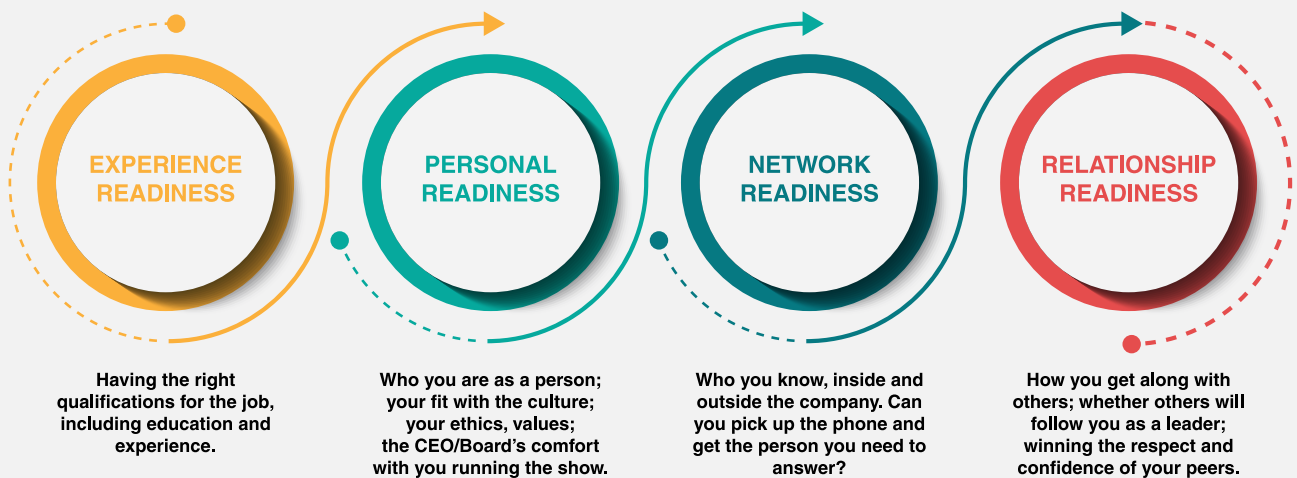 EXPERIENCE
READINESS
PERSONAL
READINESS
NETWORK
READINESS
RELATIONSHIP
READINESS
Having the right
qualifications for the job,
including education and
experience.
Who you are as a person;
your fit with the culture;
your ethics, values;
the CEO/Board’s comfort
with you running the show.
Who you know, inside and
outside the company. Can
you pick up the phone and
get the person you need to
answer?
How you get along with
others; whether others will
follow you as a leader;
winning the respect and
confidence of your peers.